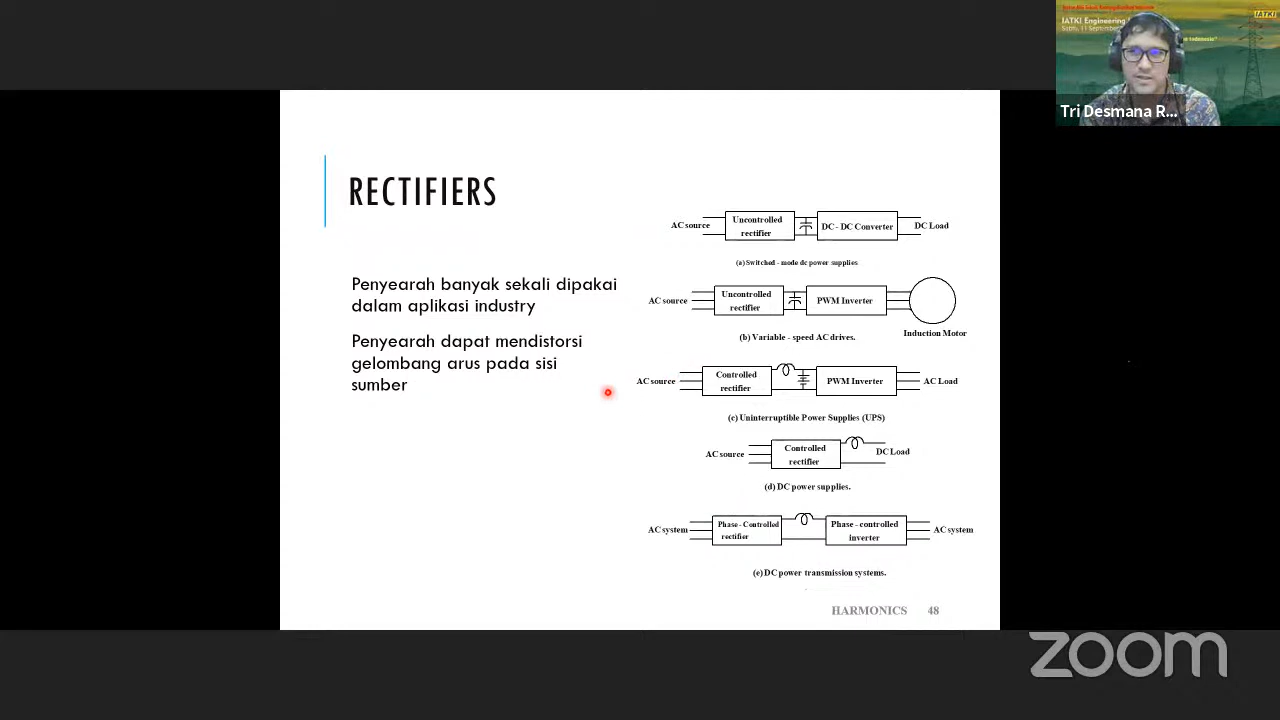 IATKI
IATKI Engineering
Sabtu, 11 September
Tri Desmana R...
RECTIFIERS
Penyearah banyak sekali dipakai
dalam aplikasi industry
Penyearah dapat mendistorsi
gelombang arus pada sisi
sumber
AC source
Uncontrolled
rectifier
DC - DC Converter
DC Load
(a) Switched - mode dc power supplies
AC source
Uncontrolled
rectifier
PWM Inverter
Induction Motor
(b) Variable - speed AC drives.
AC source
Controlled
rectifier
PWM Inverter
AC Load
(c) Uninterruptible Power Supplies (UPS)
AC source
Controlled
rectifier
DC Load
(d) DC power supplies.
AC system
Phase - Controlled
rectifier
Phase - controlled
inverter
AC system
(e) DC power transmission systems.
HARMONICS 48
zoom